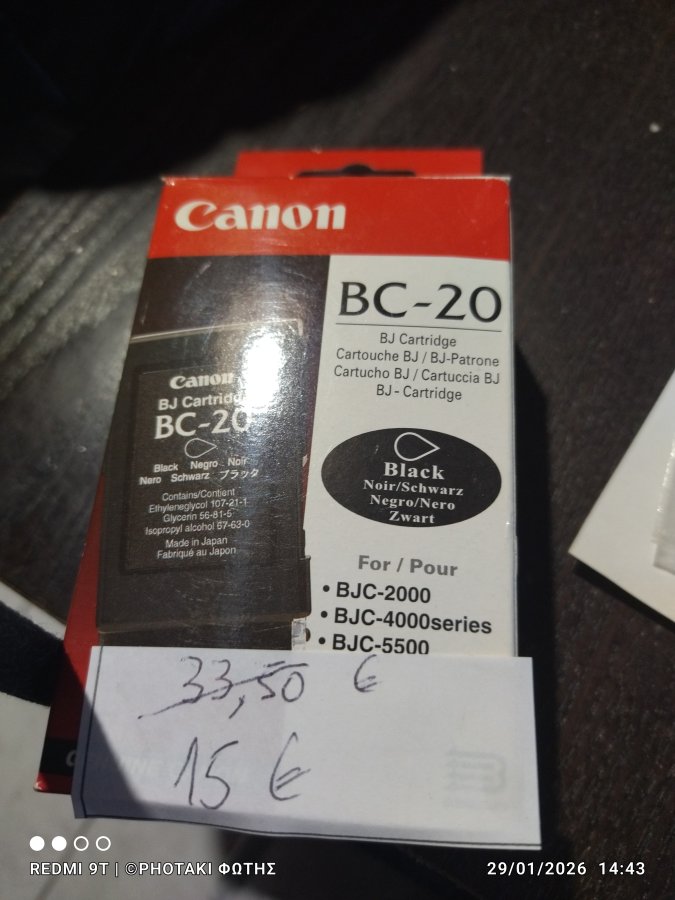 Canon
BC-20
BJ Cartridge
Cartouche BJ / BJ-Patrone
Cartucho BJ / Cartuccia BJ
BJ - Cartridge
Black
Noir/Schwarz
Negro/Nero
Zwart
For / Pour
• BJC-2000
• BJC-4000series
• BJC-5500
Canon
BJ Cartridge
BC-20
Black Negro Noir
Nero Schwarz ブラック
Contains/Content
Ethyleneglycol 107-21-1
Glycerin 56-81-5
Isopropyl alcohol 67-63-0
Made in Japan
Fabriqué au Japon
33,50 €
15 €
REDMI 9T | ©PHOTAKI ΦΩΤΗΣ
29/01/2026 14:43